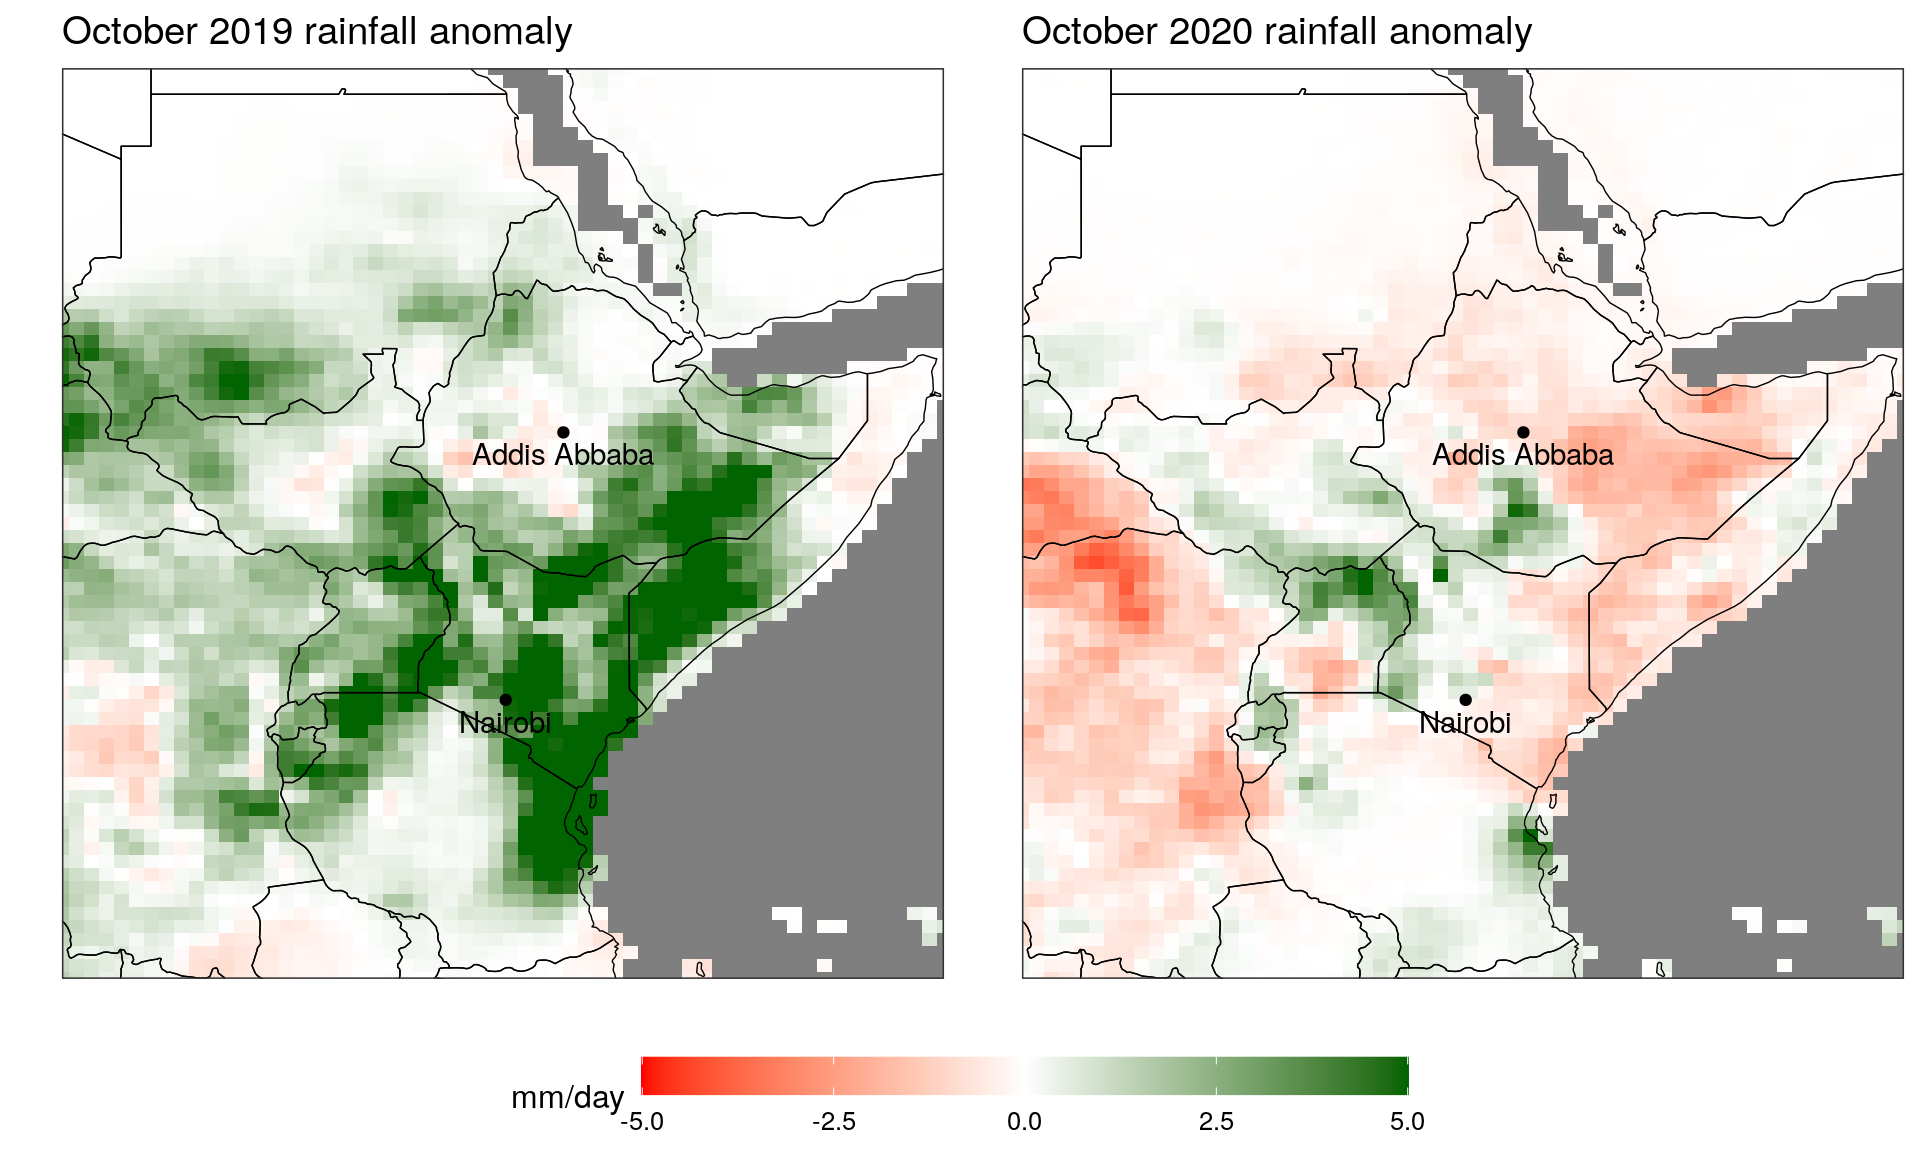 October 2019 rainfall anomaly
October 2020 rainfall anomaly
Addis Abbaba
Addis Abbaba
Nairobi
Nairobi
mm/day
-5.0 -2.5 0.0 2.5 5.0